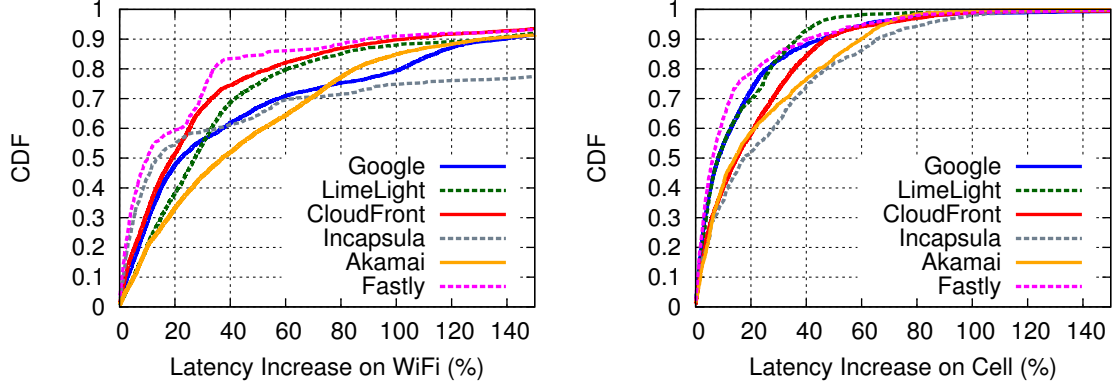 CDF
1
0.9
0.8
0.7
0.6
0.5
0.4
0.3
0.2
0.1
0
Google
LimeLight
CloudFront
Incapsula
Akamai
Fastly
0 20 40 60 80 100 120 140
Latency Increase on WiFi (%)
CDF
1
0.9
0.8
0.7
0.6
0.5
0.4
0.3
0.2
0.1
0
Google
LimeLight
CloudFront
Incapsula
Akamai
Fastly
0 20 40 60 80 100 120 140
Latency Increase on Cell (%)